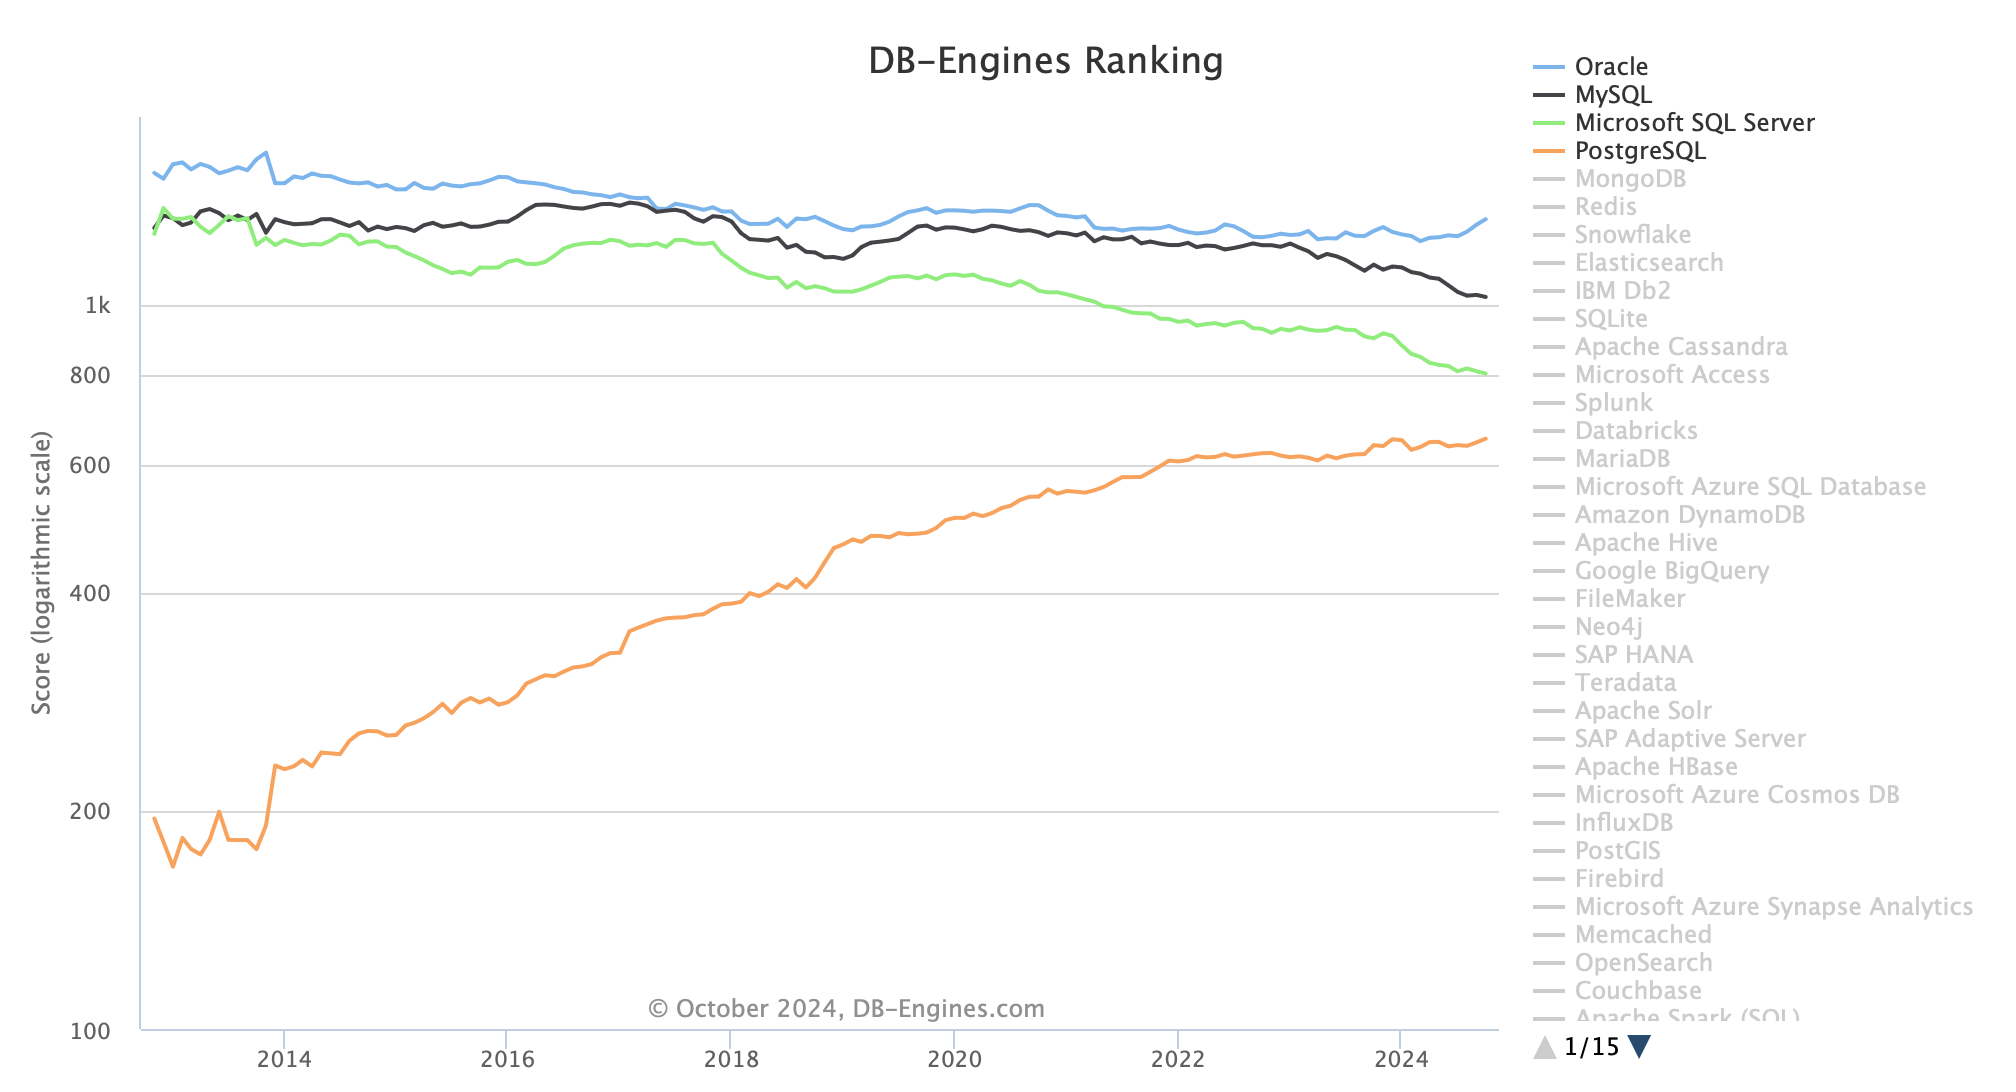 DB-Engines Ranking
Score (logarithmic scale)
1k
800
600
400
200
100
2014
2016
2018
2020
2022
2024
© October 2024, DB-Engines.com
Oracle
MySQL
Microsoft SQL Server
PostgreSQL
MongoDB
Redis
Snowflake
Elasticsearch
IBM Db2
SQLite
Apache Cassandra
Microsoft Access
Splunk
Databricks
MariaDB
Microsoft Azure SQL Database
Amazon DynamoDB
Apache Hive
Google BigQuery
FileMaker
Neo4j
SAP HANA
Teradata
Apache Solr
SAP Adaptive Server
Apache HBase
Microsoft Azure Cosmos DB
InfluxDB
PostGIS
Firebird
Microsoft Azure Synapse Analytics
Memcached
OpenSearch
Couchbase
Apache Spark (SQL)
1/15